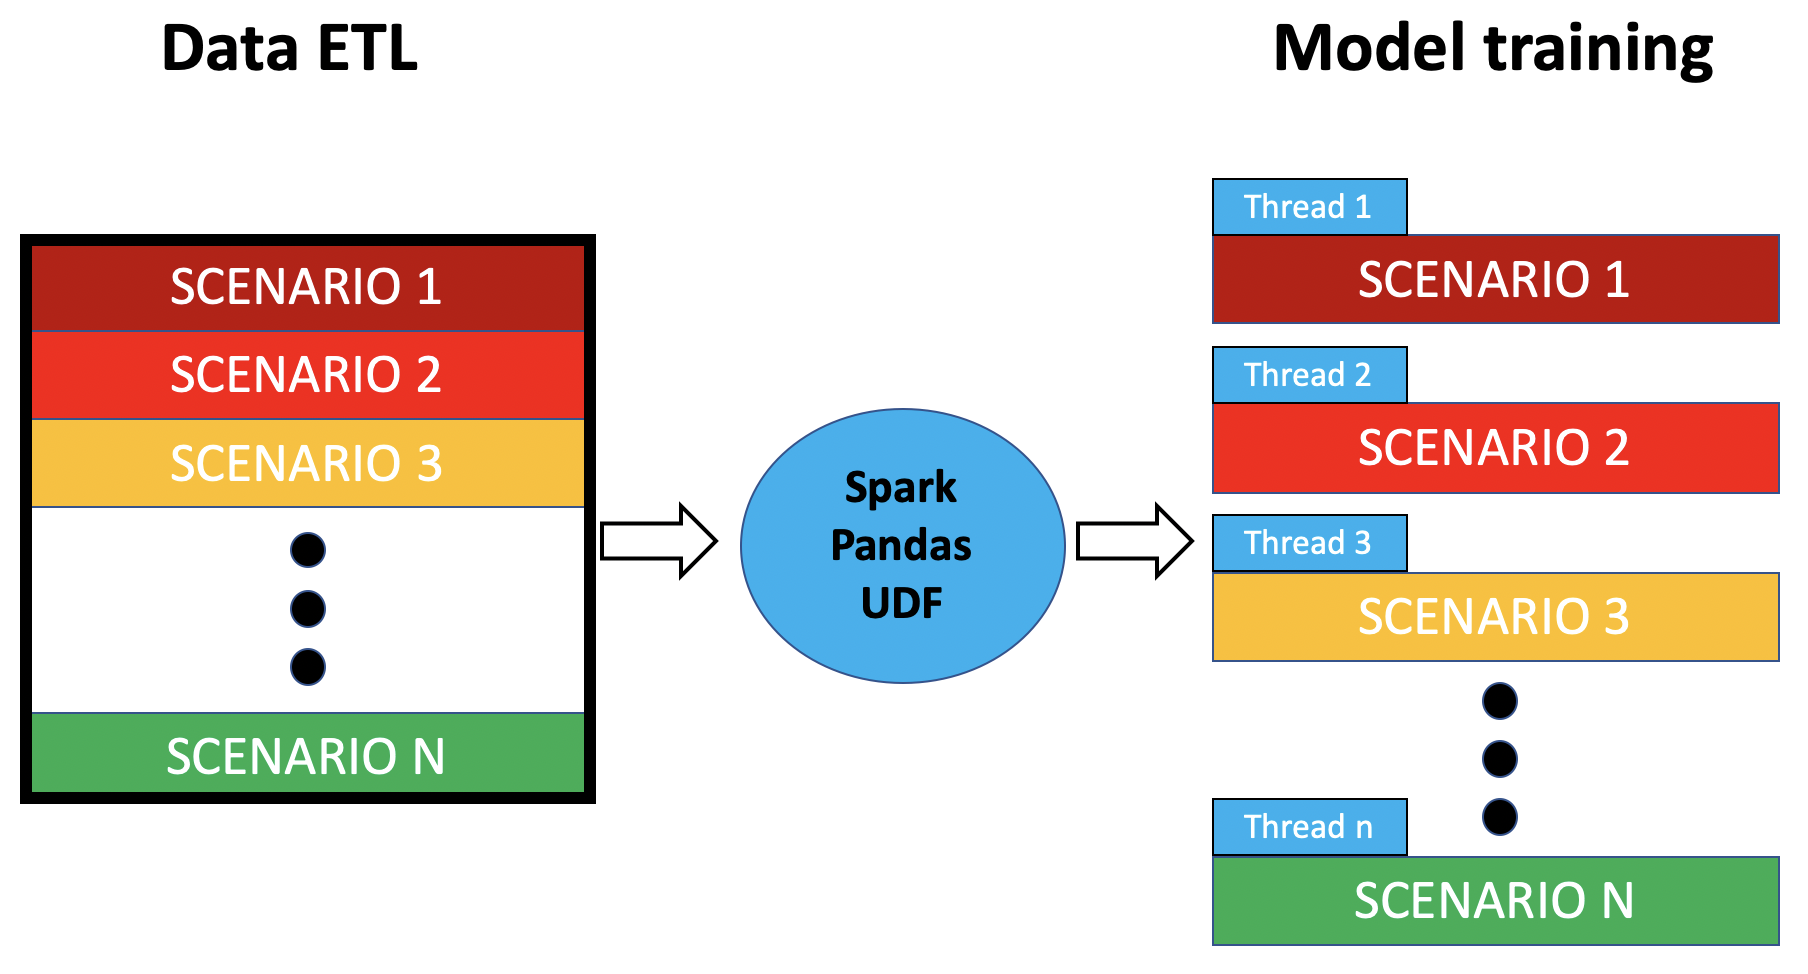 Data ETL
Model training
SCENARIO 1
SCENARIO 2
SCENARIO 3
SCENARIO N
Spark
Pandas
UDF
Thread 1
SCENARIO 1
Thread 2
SCENARIO 2
Thread 3
SCENARIO 3
Thread n
SCENARIO N